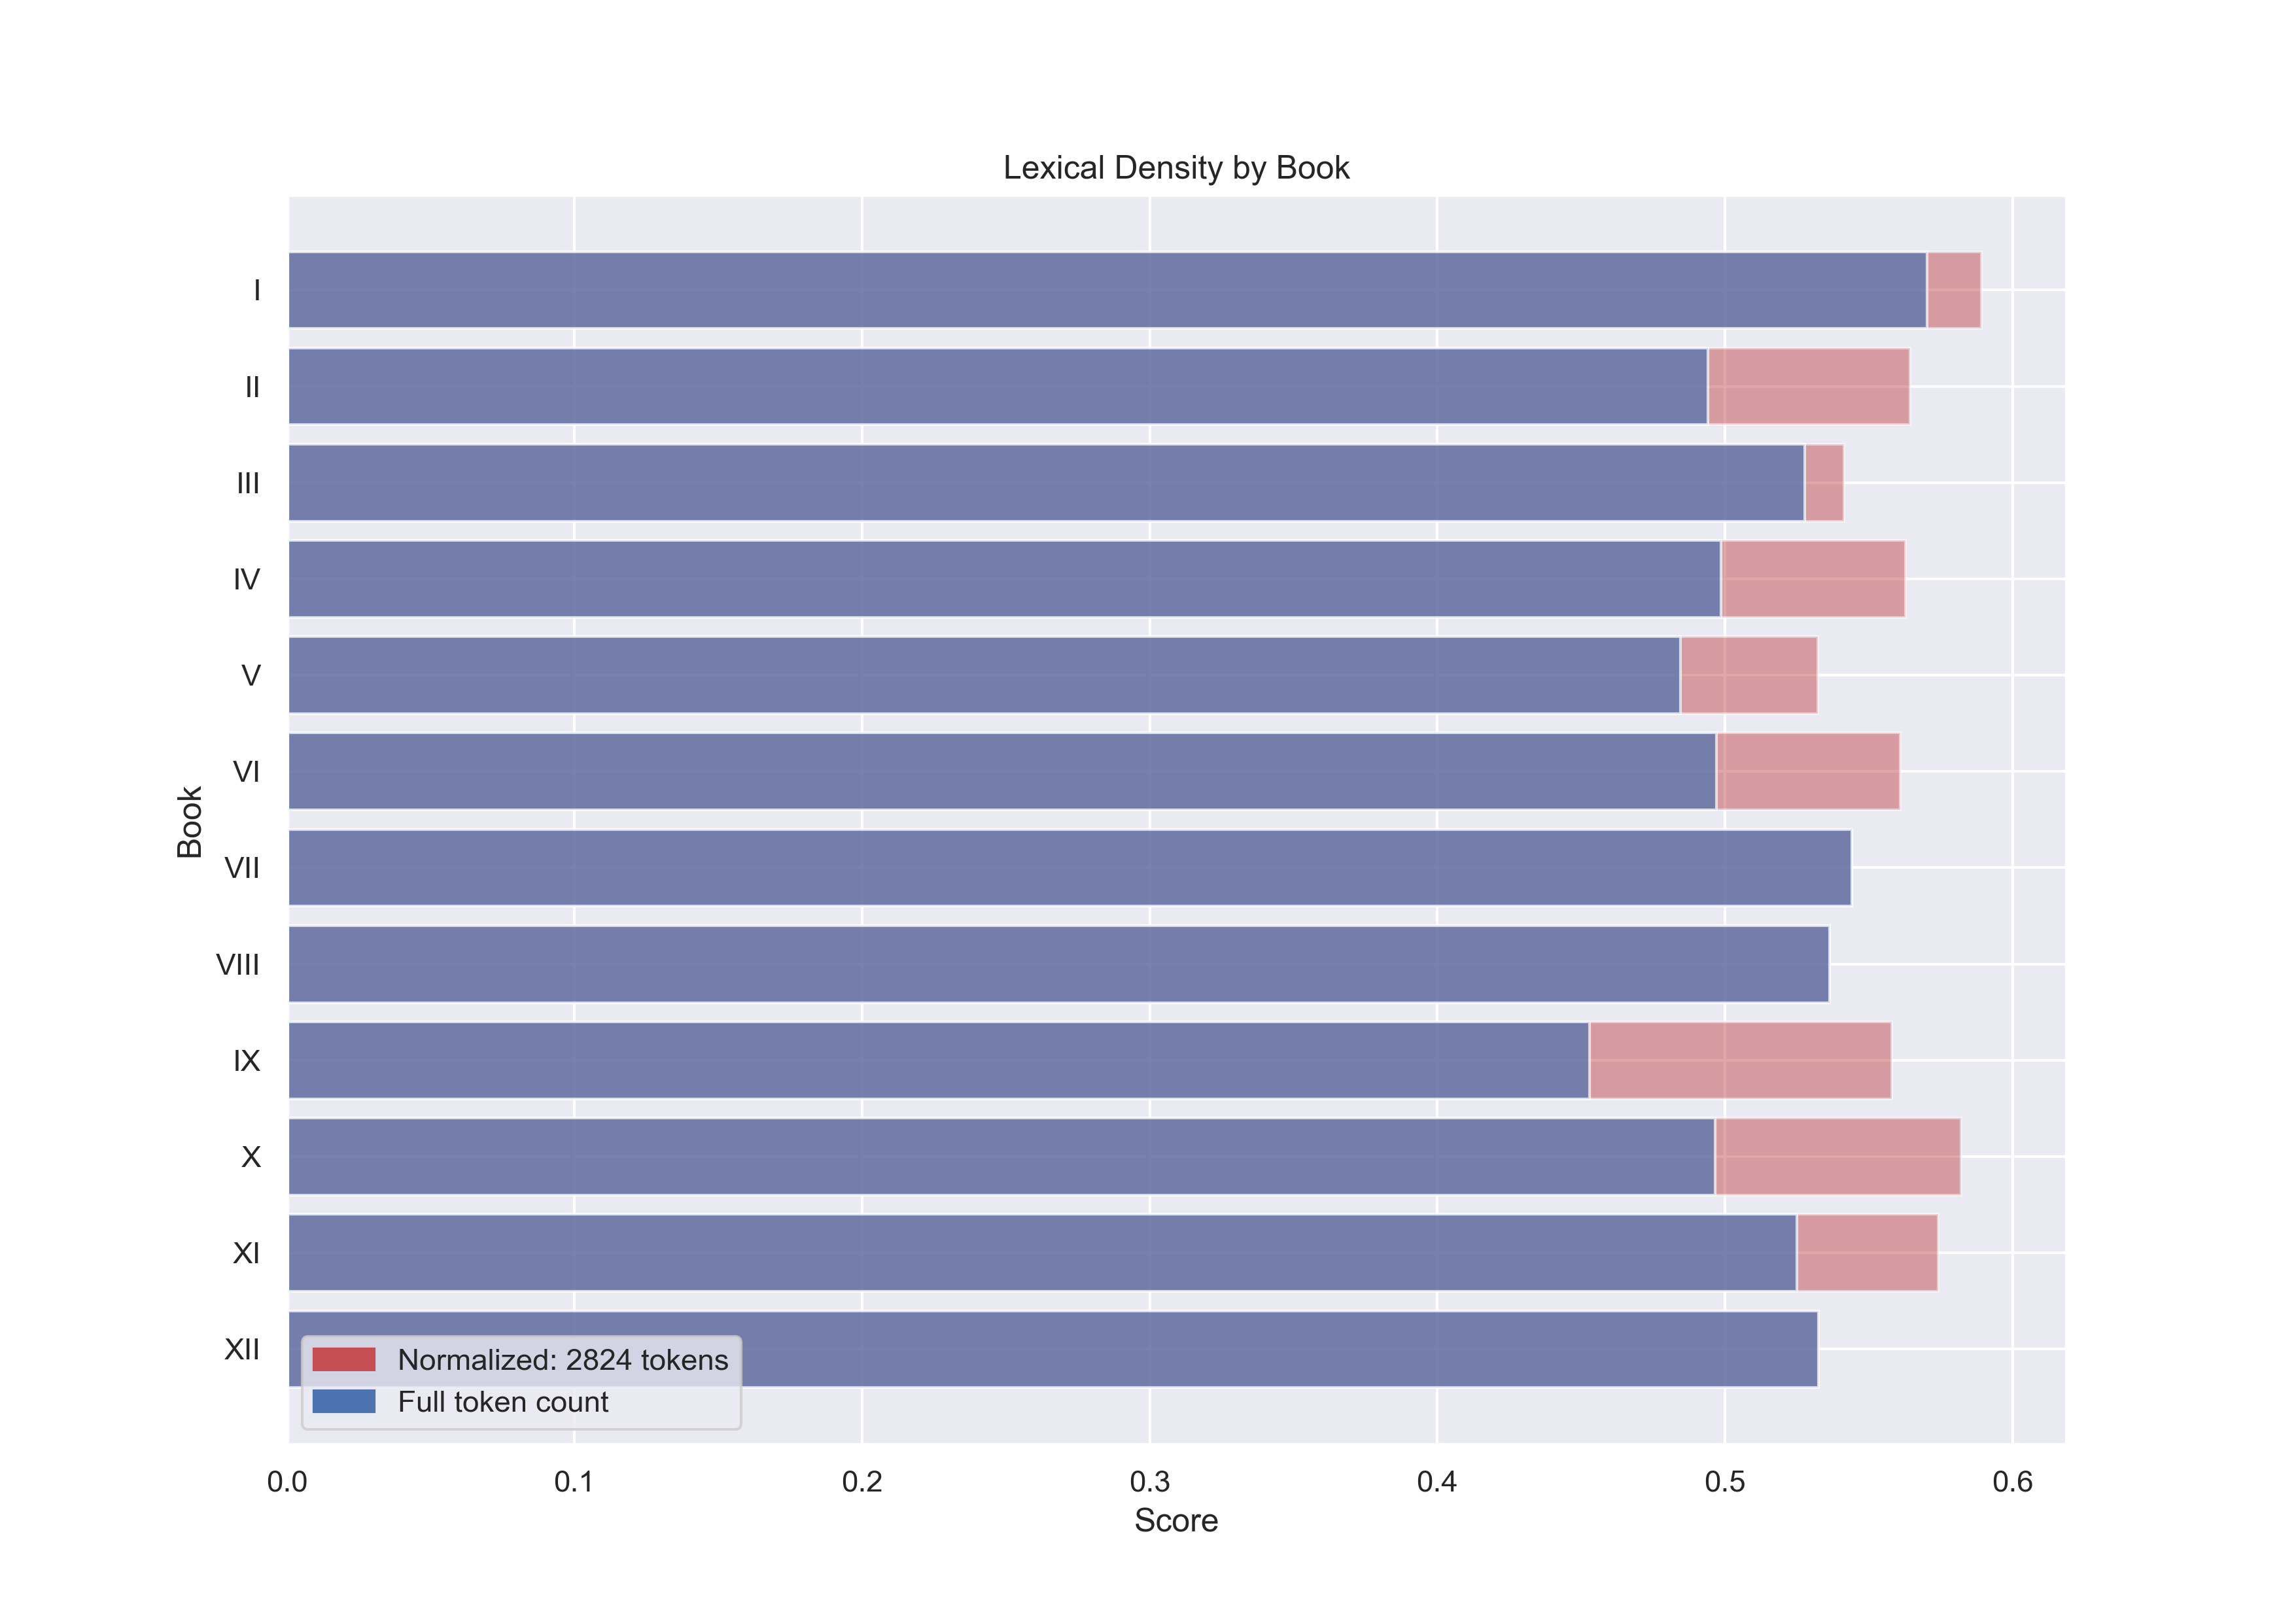 Lexical Density by Book
I
II
III
IV
V
VI
VII
VIII
IX
X
XI
XII
Book
Normalized: 2824 tokens
Full token count
0.0 0.1 0.2 0.3 0.4 0.5 0.6
Score